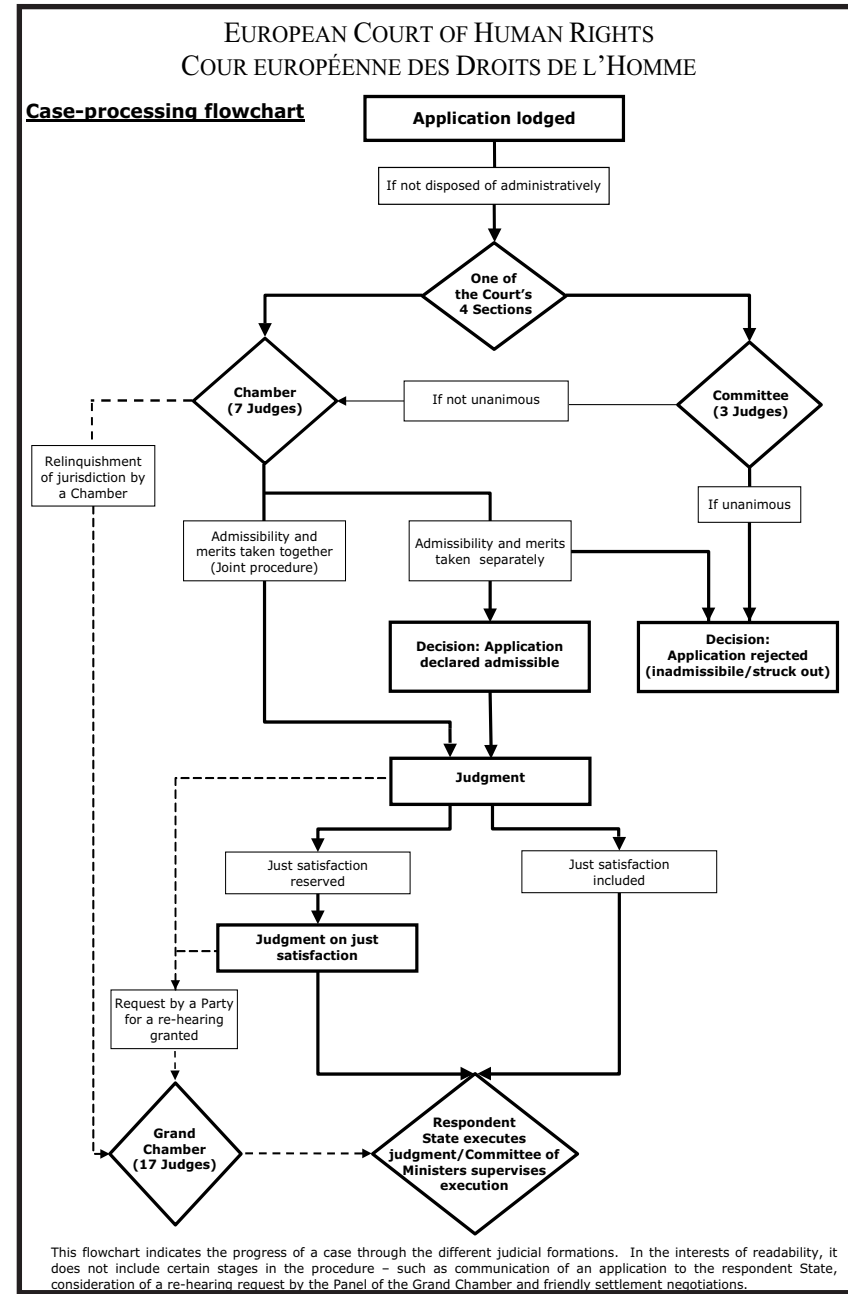 EUROPEAN COURT OF HUMAN RIGHTS
COUR EUROPÉENNE DES DROITS DE L'HOMME
Case-processing flowchart
Application lodged
If not disposed of administratively
One of
the Court's
4 Sections
Chamber
(7 Judges)
If not unanimous
Committee
(3 Judges)
Relinquishment
of jurisdiction by
a Chamber
If unanimous
Admissibility and
merits taken together
(Joint procedure)
Admissibility and merits
taken separately
Decision: Application
declared admissible
Decision:
Application rejected
(inadmissibile/struck out)
Judgment
Just satisfaction
reserved
Just satisfaction
included
Judgment on just
satisfaction
Request by a Party
for a re-hearing
granted
Grand
Chamber
(17 Judges)
Respondent
State executes
judgment/Committee of
Ministers supervises
execution
This flowchart indicates the progress of a case through the different judicial formations. In the interests of readability, it
does not include certain stages in the procedure – such as communication of an application to the respondent State,
consideration of a re-hearing request by the Panel of the Grand Chamber and friendly settlement negotiations.